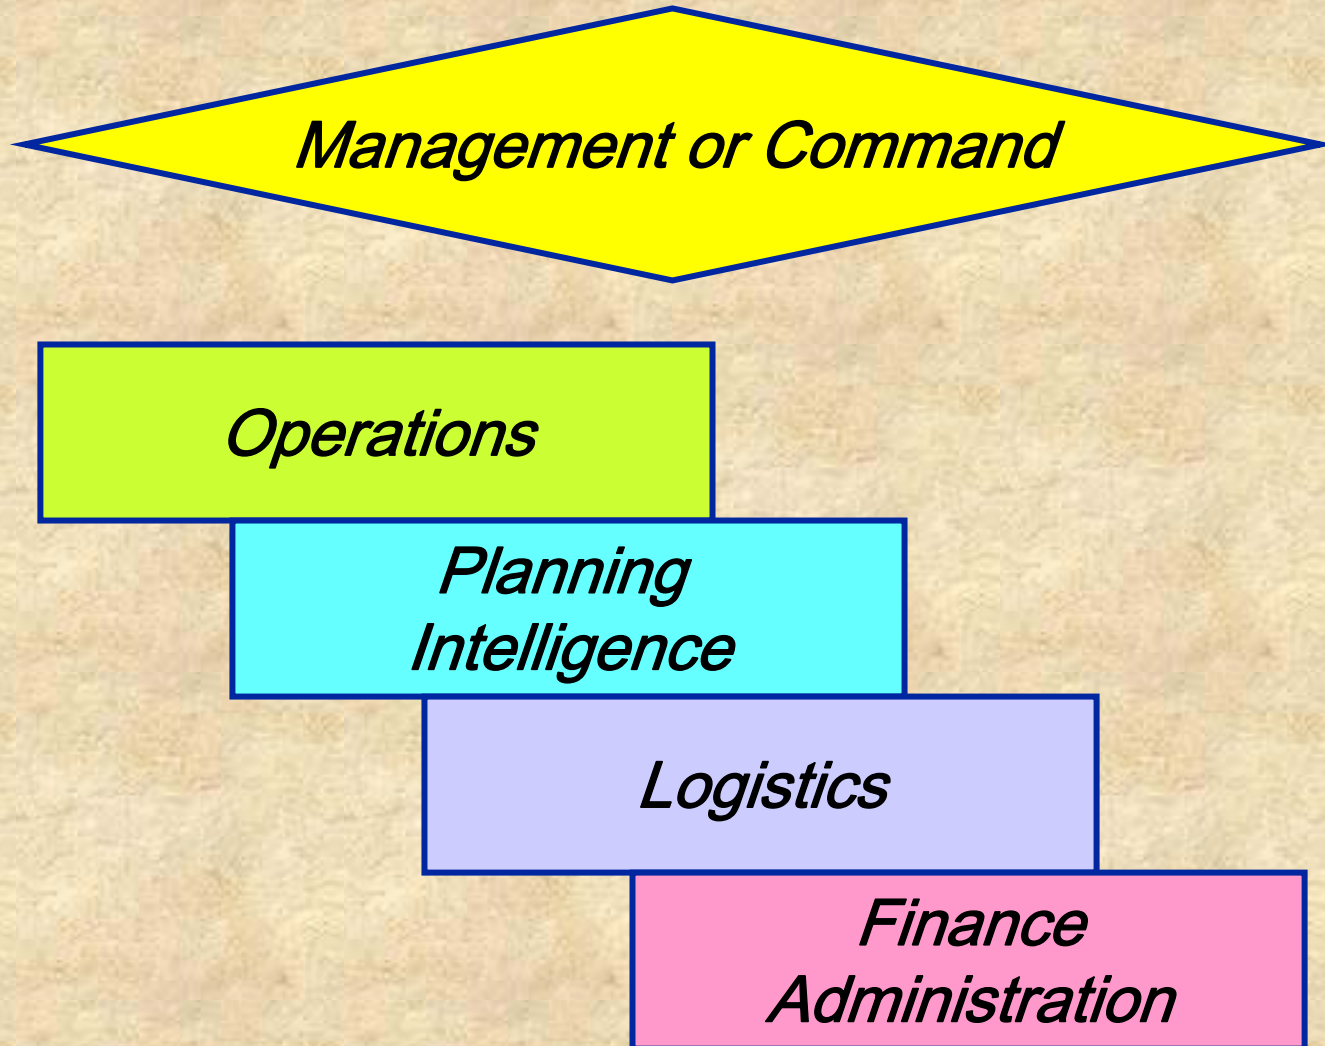 Management or Command
Operations
Planning
Intelligence
Logistics
Finance
Administration